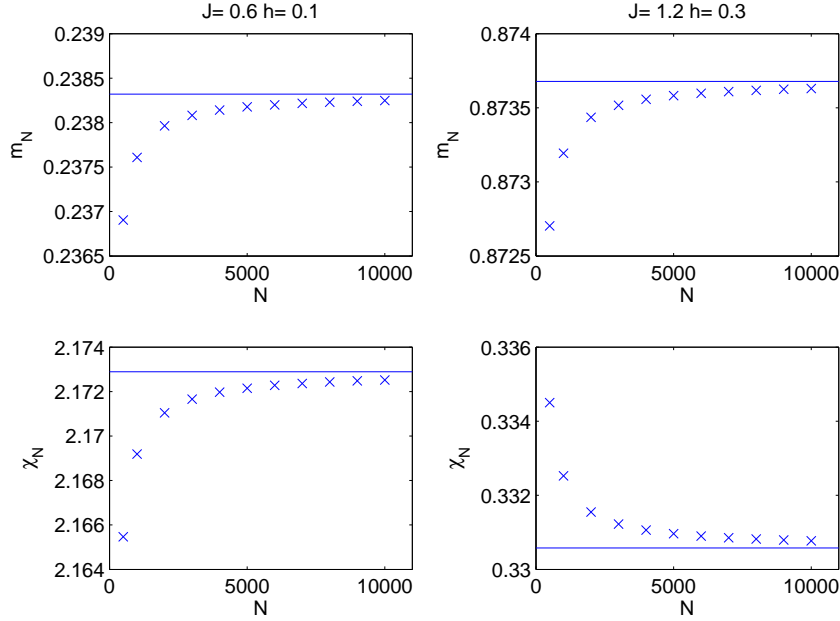 J= 0.6 h= 0.1
0.239
0.2385
0.238
0.2375
0.237
0.2365
m_N
0 5000 10000
N
J= 1.2 h= 0.3
0.874
0.8735
0.873
0.8725
m_N
0 5000 10000
N
2.174
2.172
2.17
2.168
2.166
2.164
χ_N
0 5000 10000
N
0.336
0.334
0.332
0.33
χ_N
0 5000 10000
N